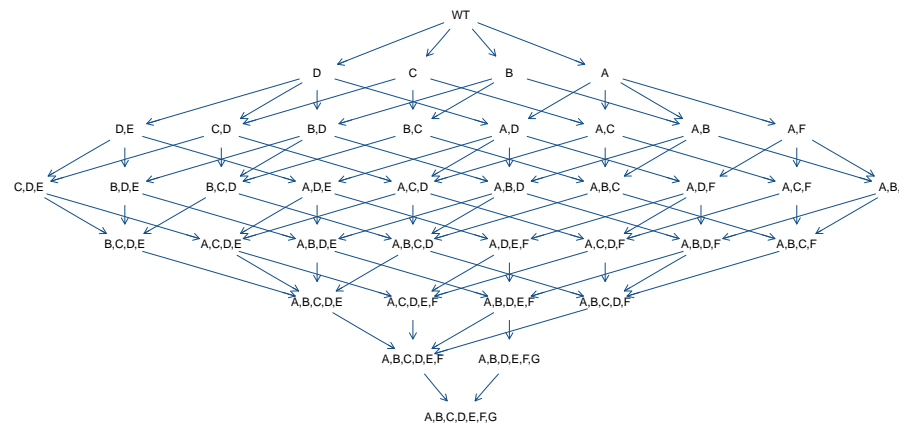 WT
D C B A
D,E C,D B,D B,C A,D A,C A,B A,F
C,D,E B,D,E B,C,D A,D,E A,C,D A,B,D A,B,C A,D,F A,C,F A,B,
B,C,D,E A,C,D,E A,B,D,E A,B,C,D A,D,E,F A,C,D,F A,B,D,F A,B,C,F
A,B,C,D,E A,C,D,E,F A,B,D,E,F A,B,C,D,F
A,B,C,D,E,F A,B,D,E,F,G
A,B,C,D,E,F,G